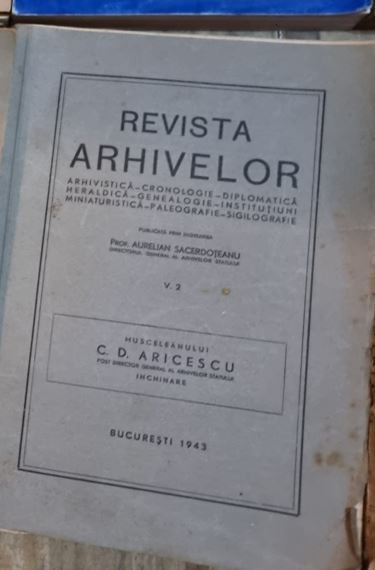 REVISTA
ARHIVELOR
ARHIVISTICĂ–CRONOLOGIE–DIPLOMATICĂ
HERALDICĂ–GENEALOGIE–INSTITUȚIUNI
MINIATURISTICĂ–PALEOGRAFIE–SIGILOGRAFIE
PUBLICATĂ PRIN ÎNGRIJIREA
PROF. AURELIAN SACERDOȚEANU
DIRECTORUL GENERAL AL ARHIVELOR STATULUI
V. 2
MUSCELEANULUI
C. D. ARICESCU
FOST DIRECTOR GENERAL AL ARHIVELOR STATULUI
INCHINARE
BUCUREȘTI 1943